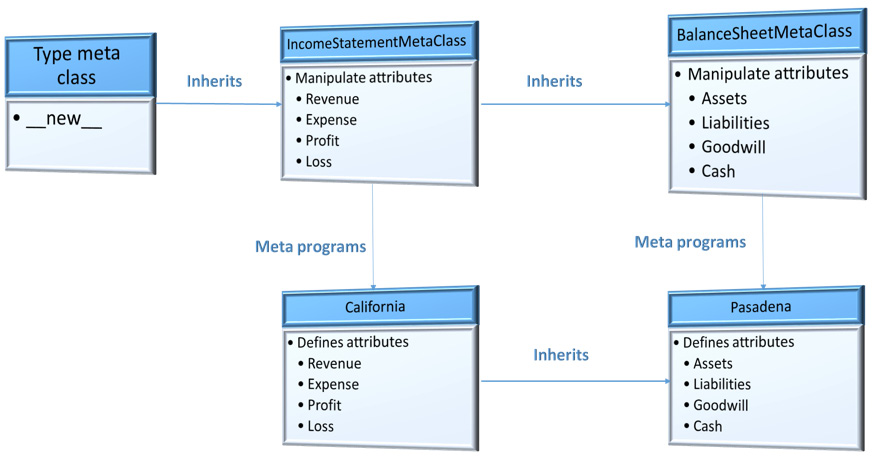 Type meta
class
• __new__
Inherits
IncomeStatementMetaClass
• Manipulate attributes
• Revenue
• Expense
• Profit
• Loss
Inherits
BalanceSheetMetaClass
• Manipulate attributes
• Assets
• Liabilities
• Goodwill
• Cash
Meta programs
Meta programs
California
• Defines attributes
• Revenue
• Expense
• Profit
• Loss
Inherits
Pasadena
• Defines attributes
• Assets
• Liabilities
• Goodwill
• Cash